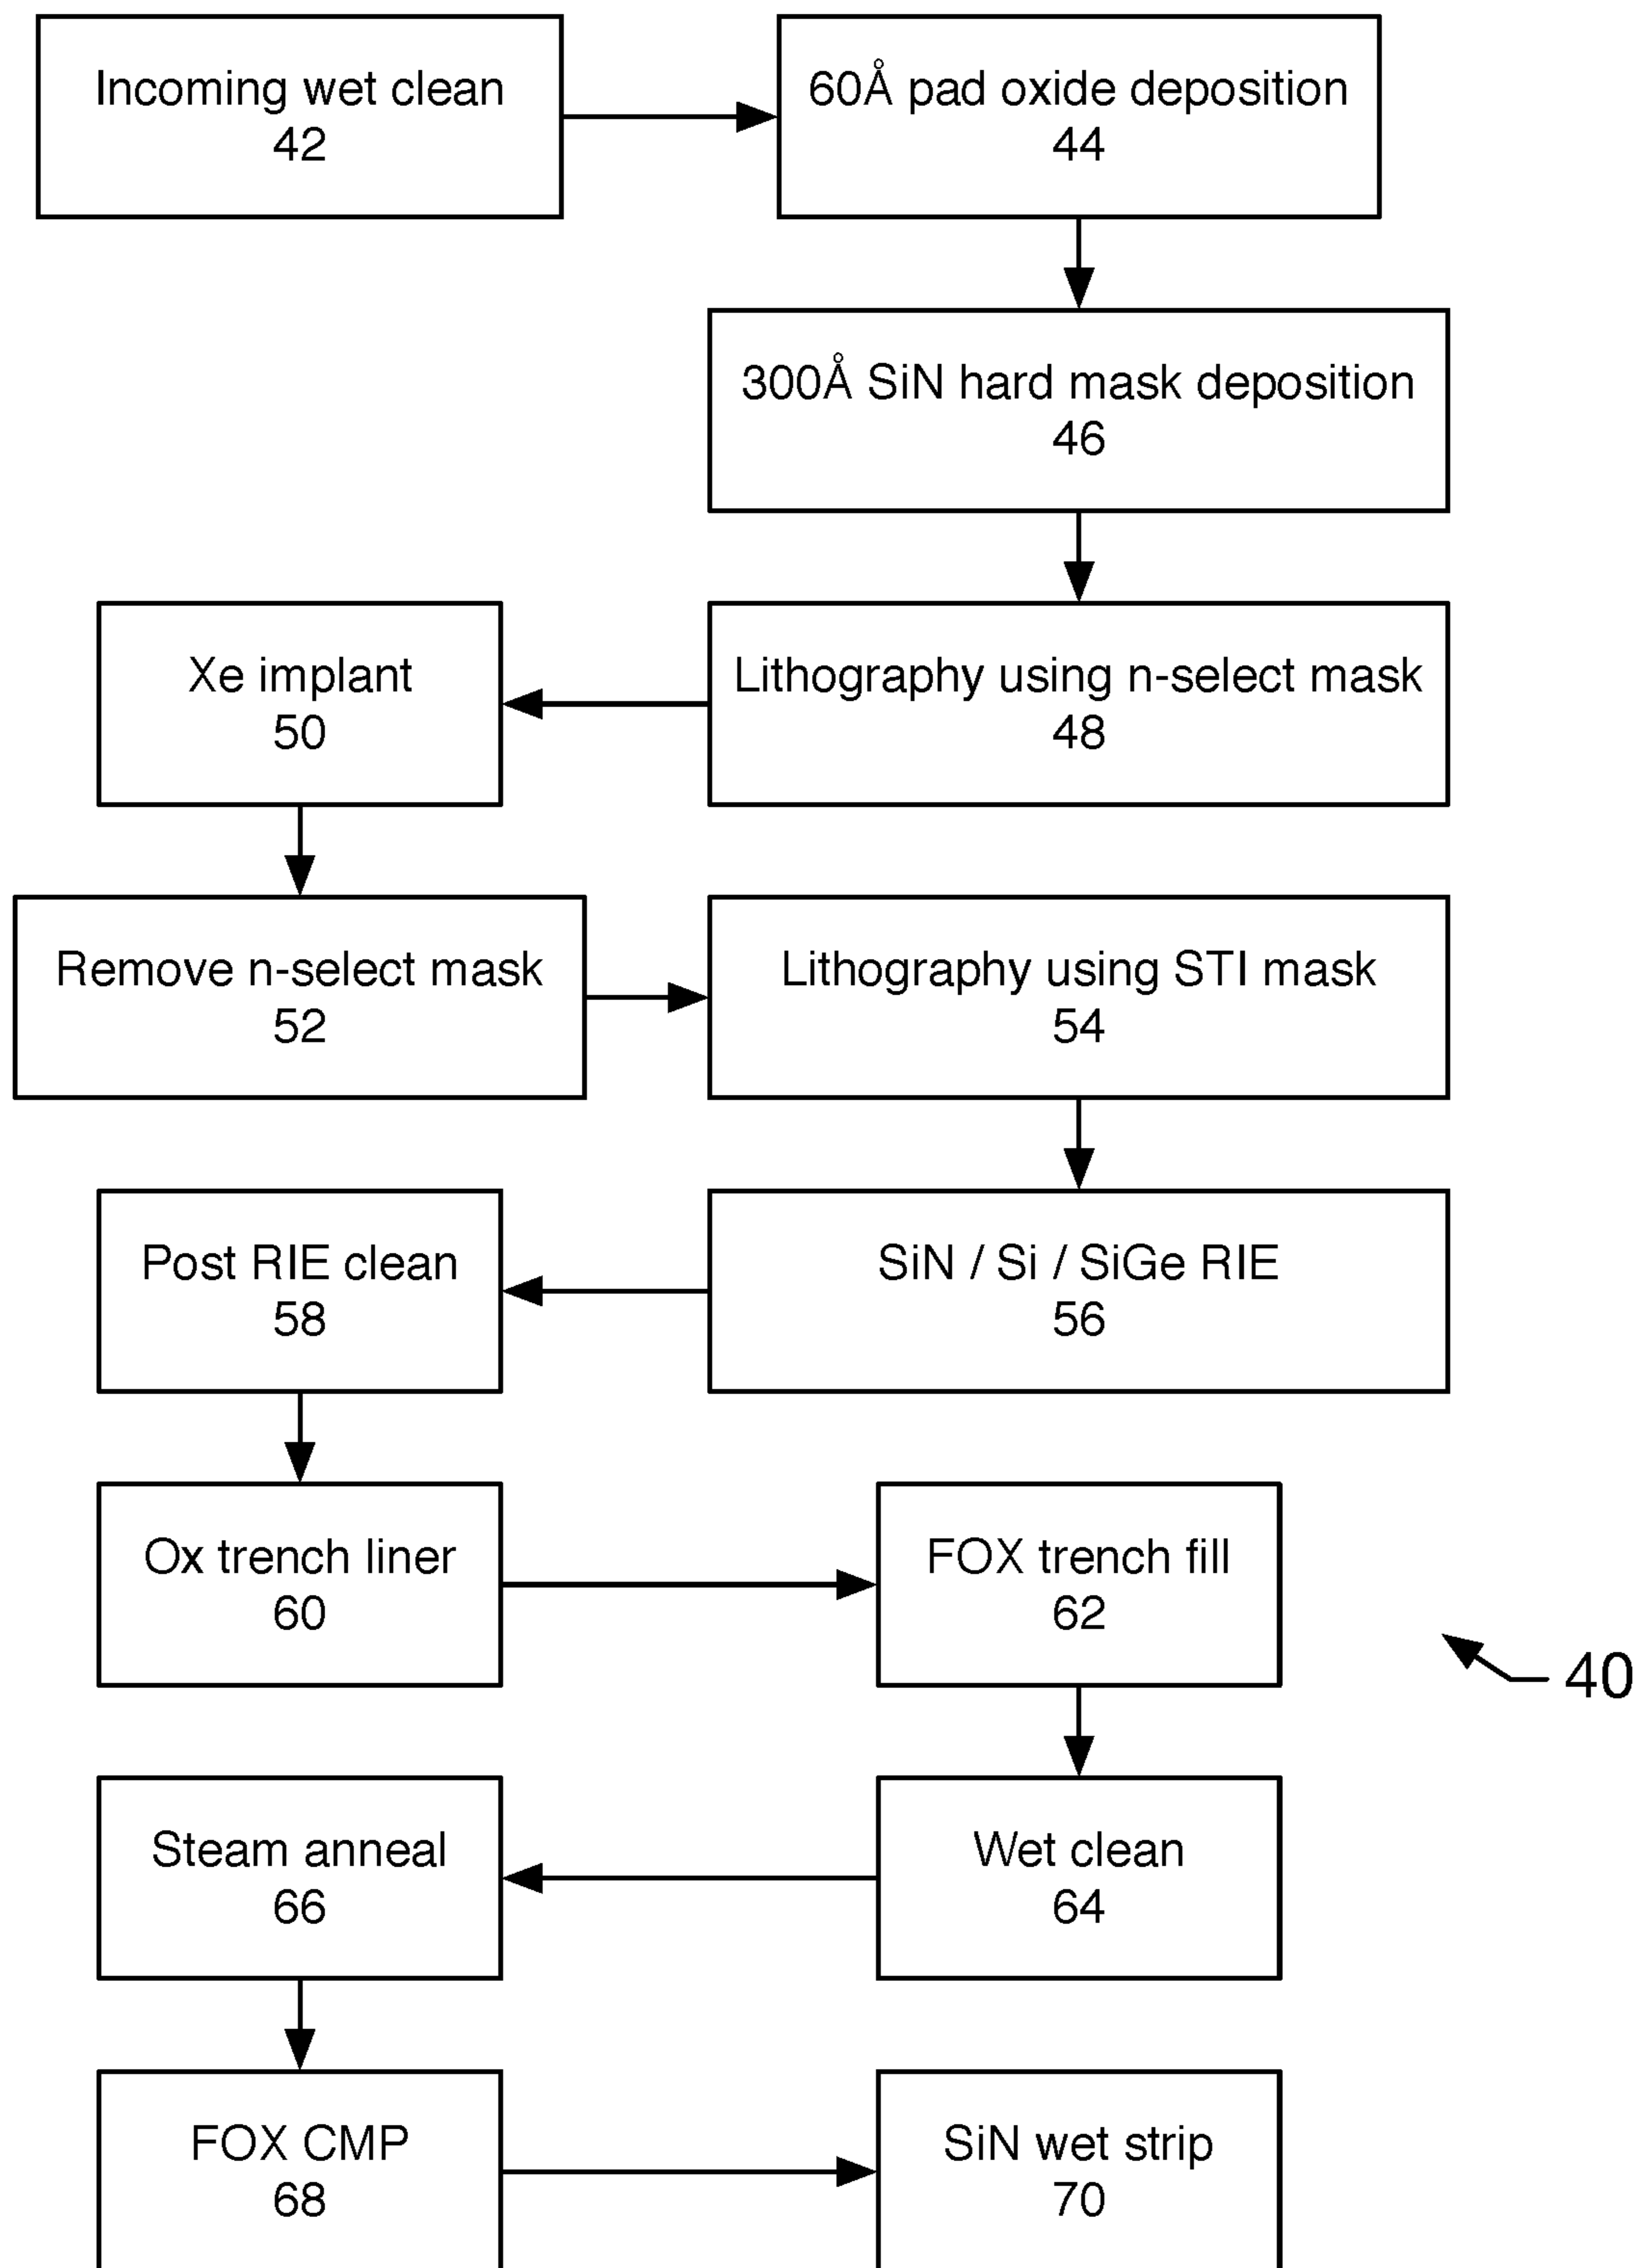 Incoming wet clean
42
60Å pad oxide deposition
44
300Å SiN hard mask deposition
46
Xe implant
50
Lithography using n-select mask
48
Remove n-select mask
52
Lithography using STI mask
54
Post RIE clean
58
SiN / Si / SiGe RIE
56
Ox trench liner
60
FOX trench fill
62
40
Steam anneal
66
Wet clean
64
FOX CMP
68
SiN wet strip
70